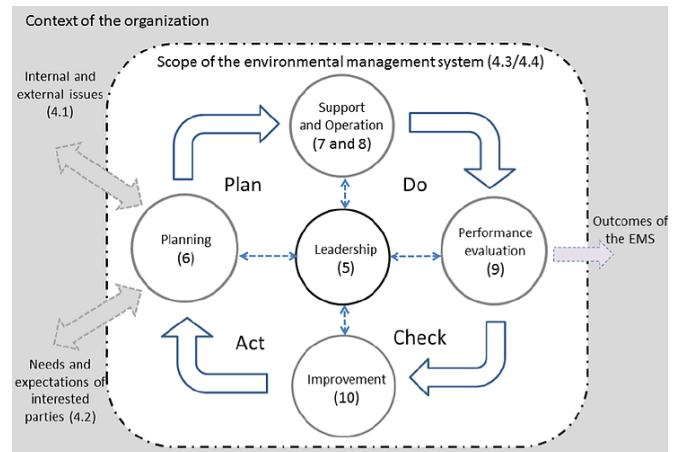 Context of the organization
Scope of the environmental management system (4.3/4.4)
Internal and
external issues
(4.1)
Support
and Operation
(7 and 8)
Plan
Do
Planning
(6)
Leadership
(5)
Performance
evaluation
(9)
Outcomes of
the EMS
Act
Check
Improvement
(10)
Needs and
expectations of
interested
parties (4.2)